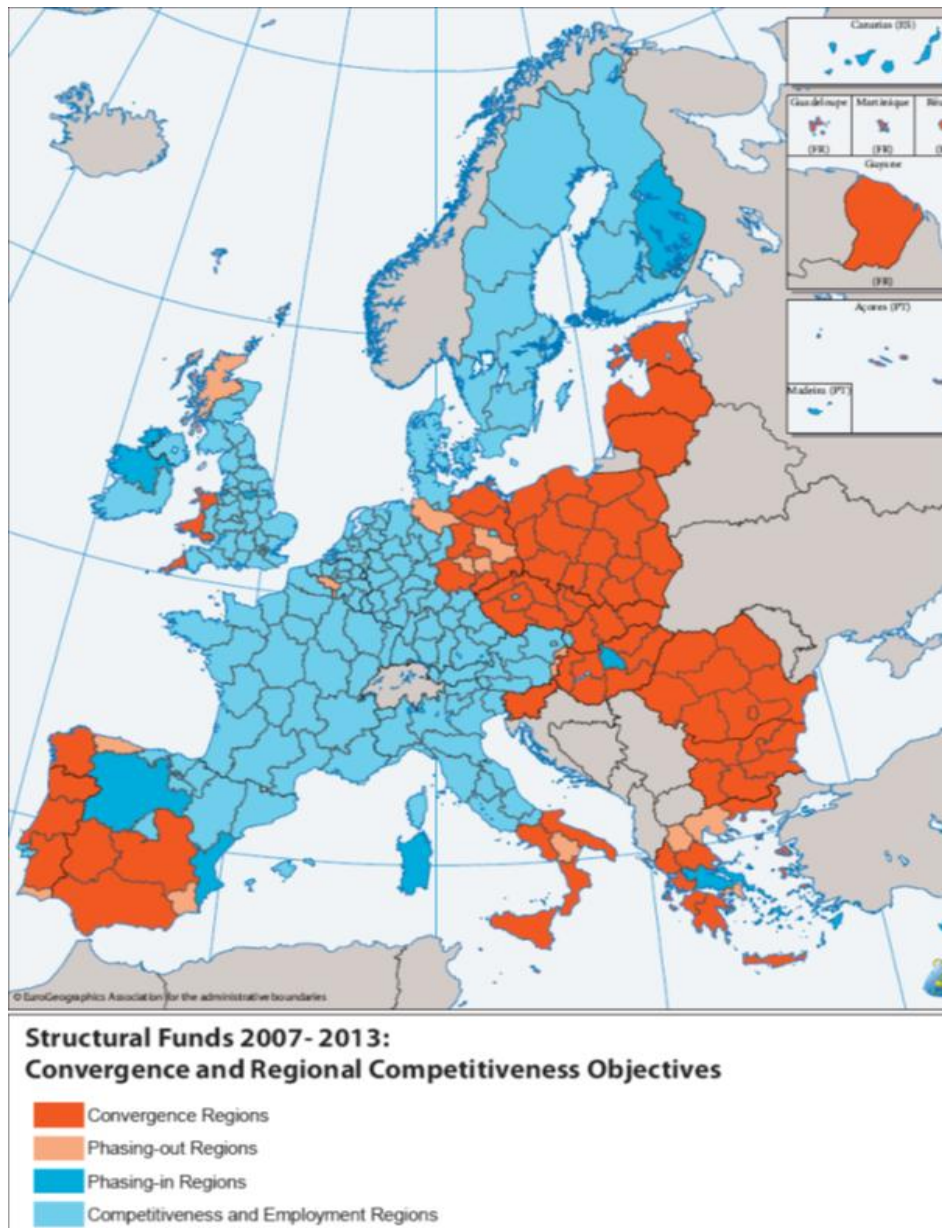 Canarias (ES)
Guadeloupe
Martinique
(FR)
(FR)
Guyane
(FR)
Açores (PT)
Madeira (PT)
© EuroGeographics Association for the administrative boundaries
Structural Funds 2007- 2013:
Convergence and Regional Competitiveness Objectives
Convergence Regions
Phasing-out Regions
Phasing-in Regions
Competitiveness and Employment Regions